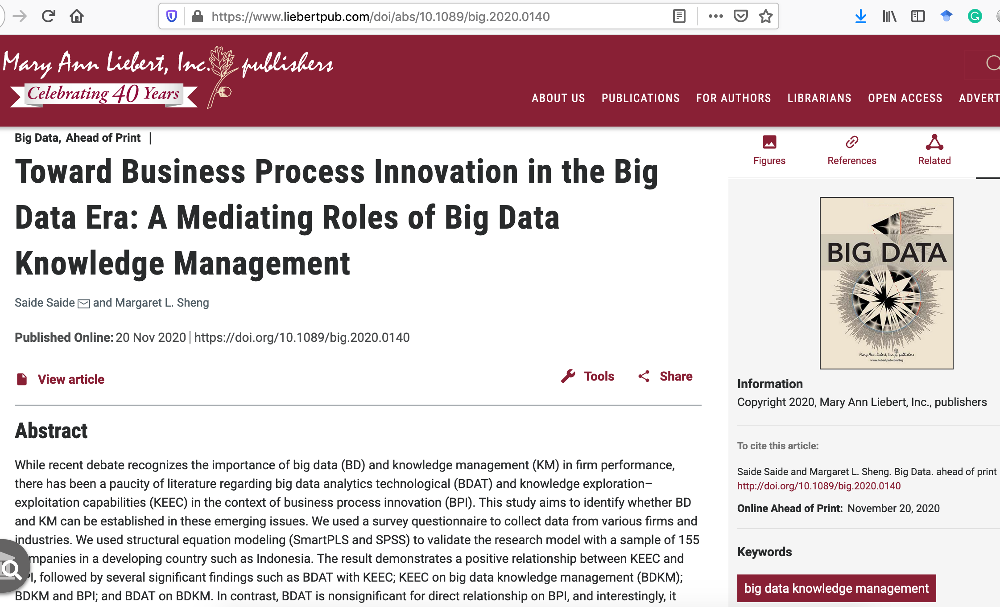 https://www.liebertpub.com/doi/abs/10.1089/big.2020.0140
Mary Ann Liebert, Inc. publishers
Celebrating 40 Years
ABOUT US PUBLICATIONS FOR AUTHORS LIBRARIANS OPEN ACCESS ADVERT
Big Data, Ahead of Print |
Toward Business Process Innovation in the Big
Data Era: A Mediating Roles of Big Data
Knowledge Management
Saide Saide and Margaret L. Sheng
Published Online: 20 Nov 2020 | https://doi.org/10.1089/big.2020.0140
View article
Tools Share
Abstract
While recent debate recognizes the importance of big data (BD) and knowledge management (KM) in firm performance,
there has been a paucity of literature regarding big data analytics technological (BDAT) and knowledge exploration–
exploitation capabilities (KEEC) in the context of business process innovation (BPI). This study aims to identify whether BD
and KM can be established in these emerging issues. We used a survey questionnaire to collect data from various firms and
industries. We used structural equation modeling (SmartPLS and SPSS) to validate the research model with a sample of 155
mpanies in a developing country such as Indonesia. The result demonstrates a positive relationship between KEEC and
PI, followed by several significant findings such as BDAT with KEEC; KEEC on big data knowledge management (BDKM);
BDKM and BPI; and BDAT on BDKM. In contrast, BDAT is nonsignificant for direct relationship on BPI, and interestingly, it
Figures References Related
BIG DATA
Mary Ann Liebert, Inc. publishers
www.liebertpub.com/big
Information
Copyright 2020, Mary Ann Liebert, Inc., publishers
To cite this article:
Saide Saide and Margaret L. Sheng. Big Data. ahead of print
http://doi.org/10.1089/big.2020.0140
Online Ahead of Print: November 20, 2020
Keywords
big data knowledge management